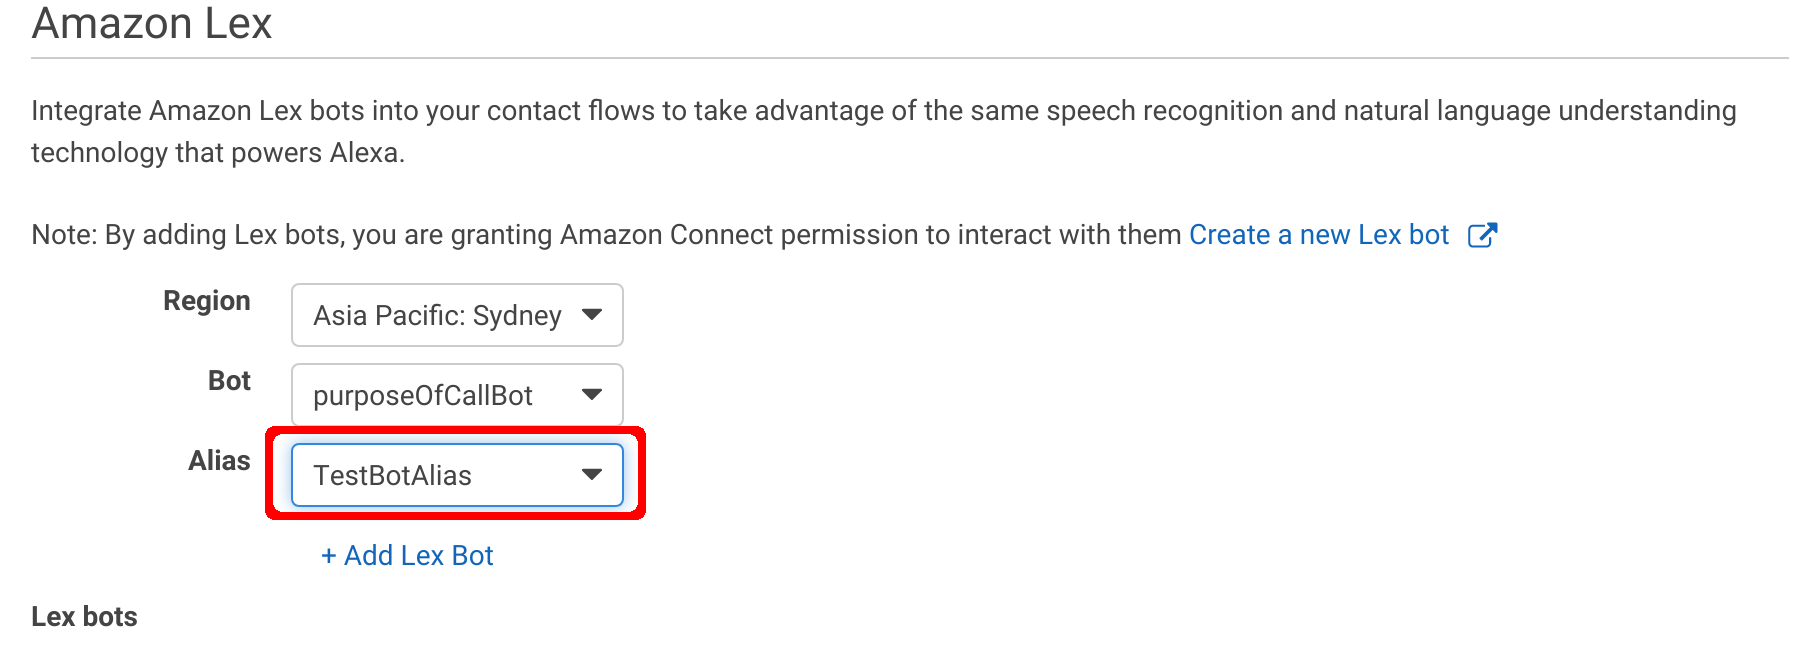 Amazon Lex
Integrate Amazon Lex bots into your contact flows to take advantage of the same speech recognition and natural language understanding
technology that powers Alexa.
Note: By adding Lex bots, you are granting Amazon Connect permission to interact with them Create a new Lex bot
Region Asia Pacific: Sydney
Bot purposeOfCallBot
Alias TestBotAlias
+ Add Lex Bot
Lex bots